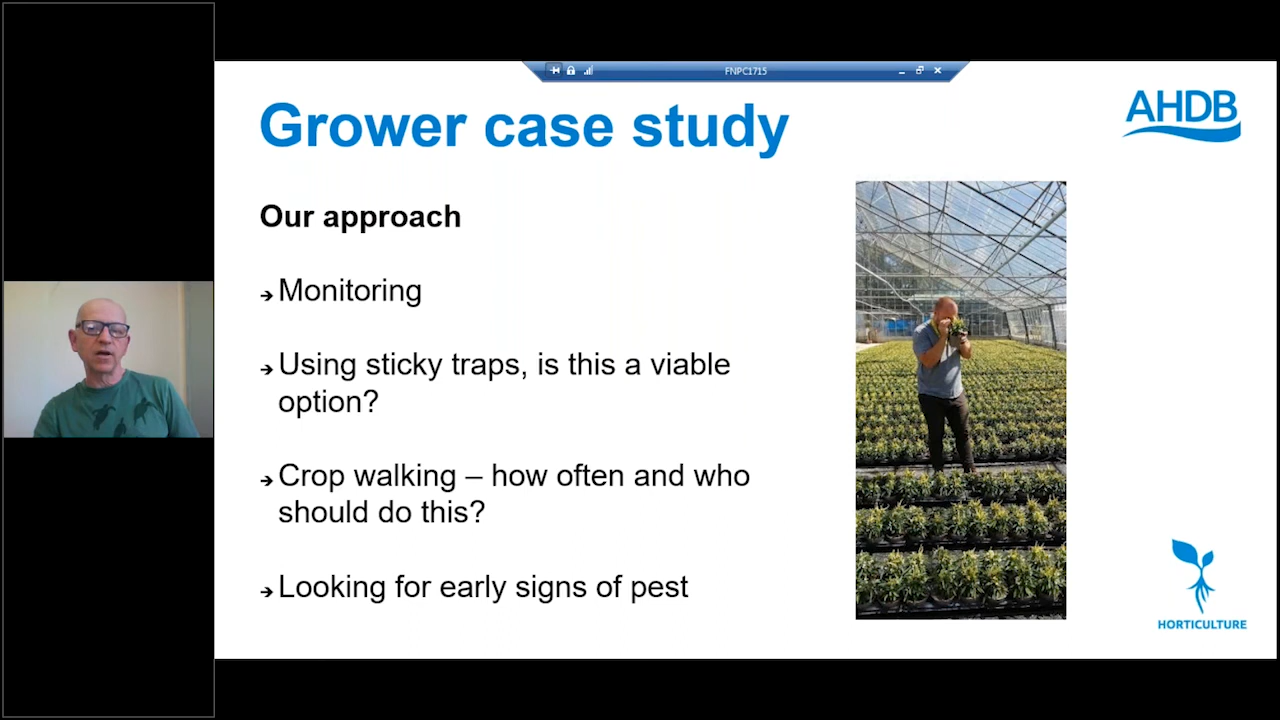 FNPC1715
Grower case study
AHDB
Our approach
Monitoring
Using sticky traps, is this a viable
option?
Crop walking – how often and who
should do this?
Looking for early signs of pest
HORTICULTURE